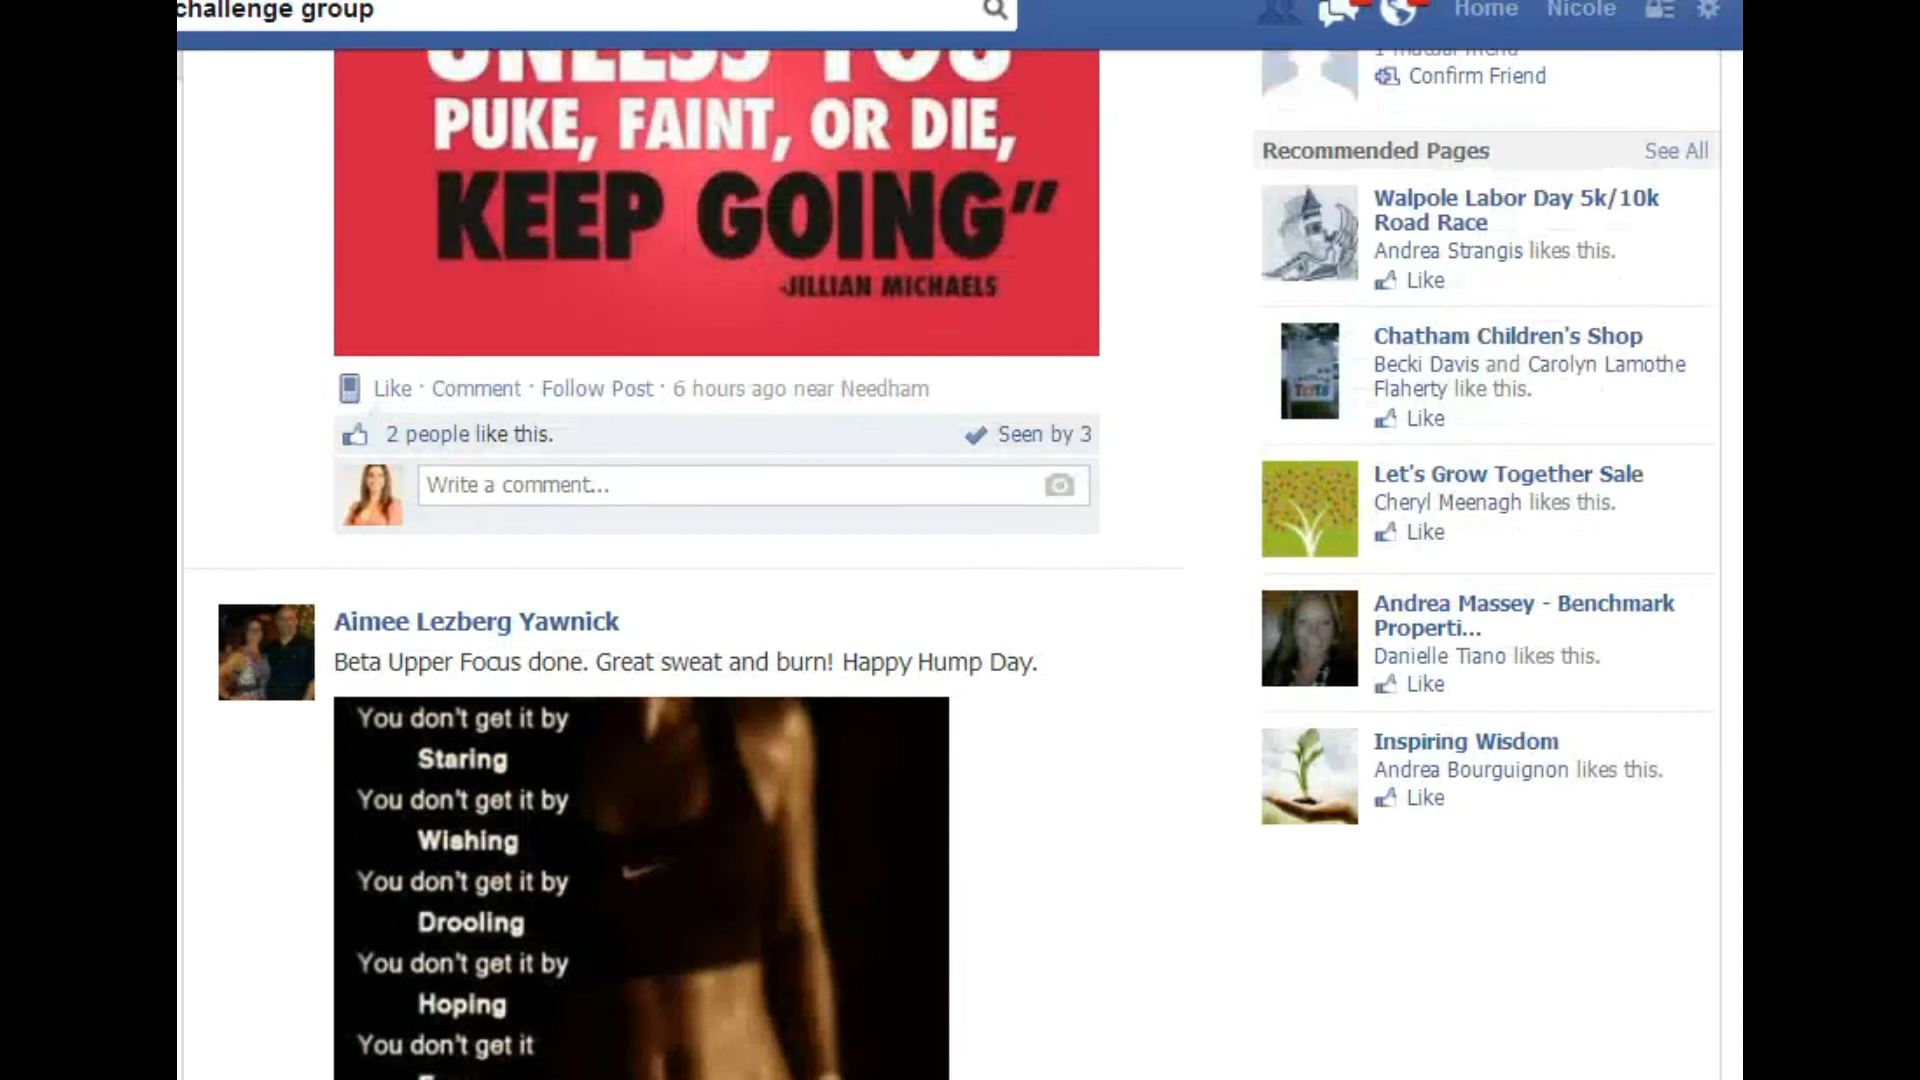 challenge group
Home Nicole
UNLESS YOU
PUKE, FAINT, OR DIE,
KEEP GOING”
-JILLIAN MICHAELS
Like · Comment · Follow Post · 6 hours ago near Needham
2 people like this.
Seen by 3
Write a comment...
Aimee Lezberg Yawnick
Beta Upper Focus done. Great sweat and burn! Happy Hump Day.
You don't get it by
Staring
You don't get it by
Wishing
You don't get it by
Drooling
You don't get it by
Hoping
You don't get it
1 mutual friend
Confirm Friend
Recommended Pages See All
Walpole Labor Day 5k/10k
Road Race
Andrea Strangis likes this.
Like
Chatham Children's Shop
Becki Davis and Carolyn Lamothe
Flaherty like this.
Like
Let's Grow Together Sale
Cheryl Meenagh likes this.
Like
Andrea Massey - Benchmark
Properti...
Danielle Tiano likes this.
Like
Inspiring Wisdom
Andrea Bourguignon likes this.
Like